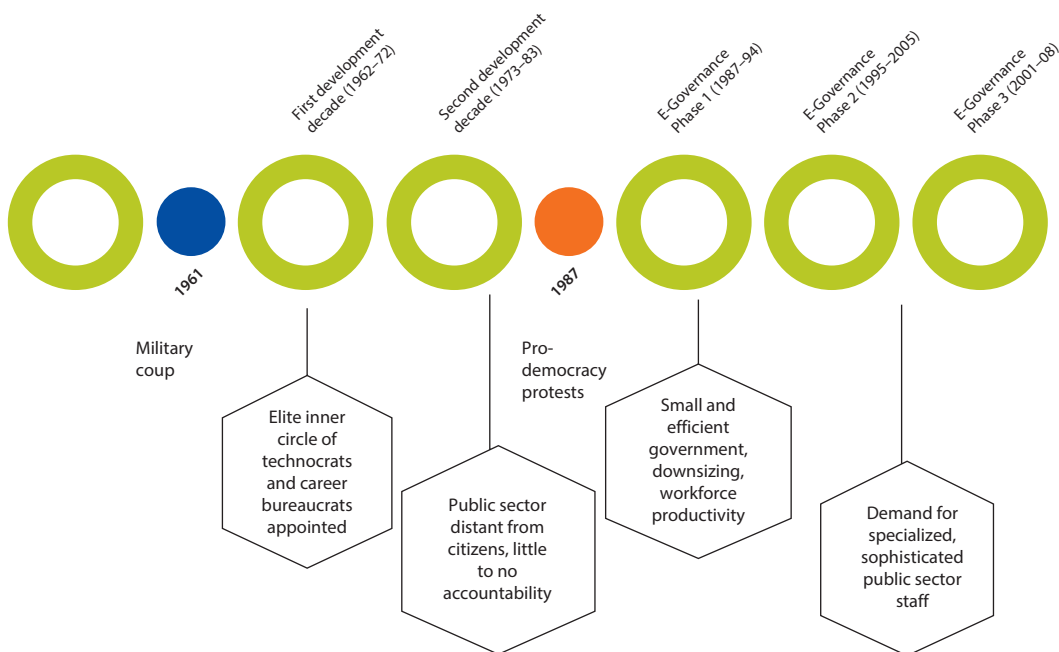 First development
decade (1962–72)
Second development
decade (1973–83)
E-Governance
Phase 1 (1987–94)
E-Governance
Phase 2 (1995–2005)
E-Governance
Phase 3 (2001–08)
1961
1987
Military
coup
Pro-
democracy
protests
Elite inner
circle of
technocrats
and career
bureaucrats
appointed
Public sector
distant from
citizens, little
to no
accountability
Small and
efficient
government,
downsizing,
workforce
productivity
Demand for
specialized,
sophisticated
public sector
staff